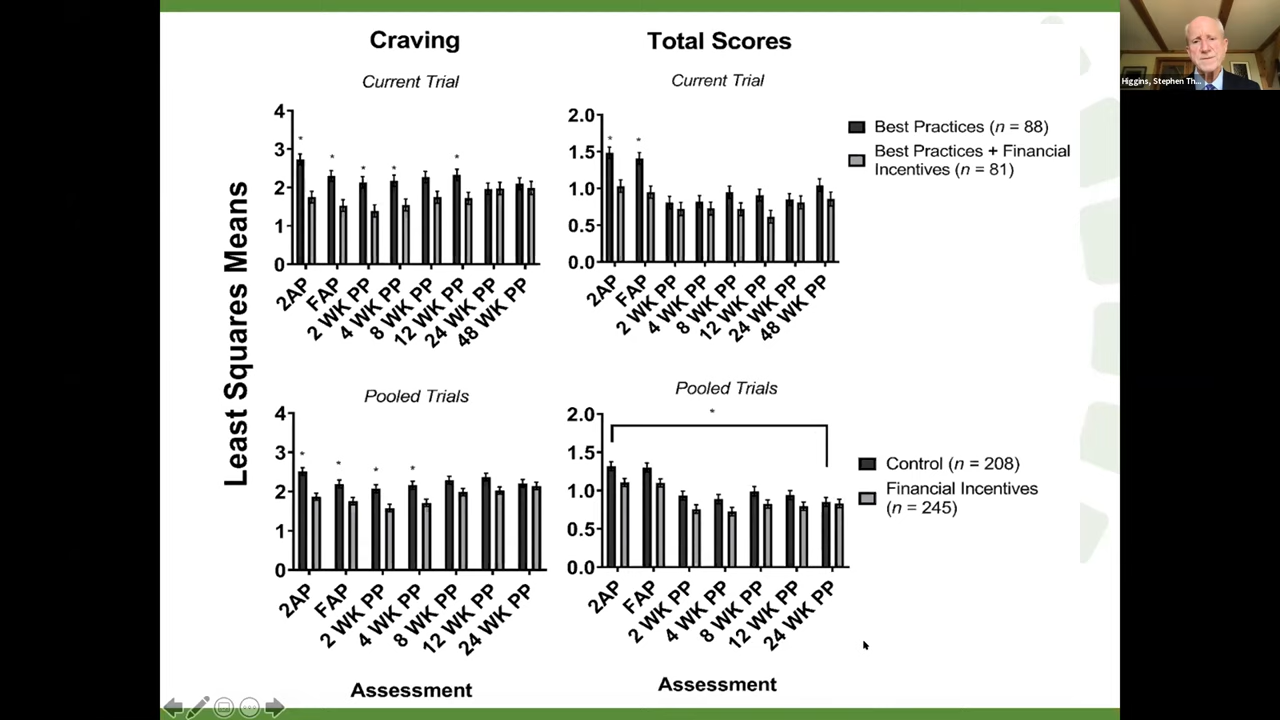 Craving
Total Scores
Current Trial
Current Trial
Least Squares Means
4
3
2
1
0
* * * * *
2AP
FAP
2 WK PP
4 WK PP
8 WK PP
12 WK PP
24 WK PP
48 WK PP
2.0
1.5
1.0
0.5
0.0
* *
2AP
FAP
2 WK PP
4 WK PP
8 WK PP
12 WK PP
24 WK PP
48 WK PP
Best Practices (n = 88)
Best Practices + Financial
Incentives (n = 81)
Pooled Trials
Pooled Trials
4
3
2
1
0
* * * *
2AP
FAP
2 WK PP
4 WK PP
8 WK PP
12 WK PP
24 WK PP
2.0
1.5
1.0
0.5
0.0
*
2AP
FAP
2 WK PP
4 WK PP
8 WK PP
12 WK PP
24 WK PP
Control (n = 208)
Financial Incentives
(n = 245)
Assessment
Assessment
Higgins, Stephen Th...